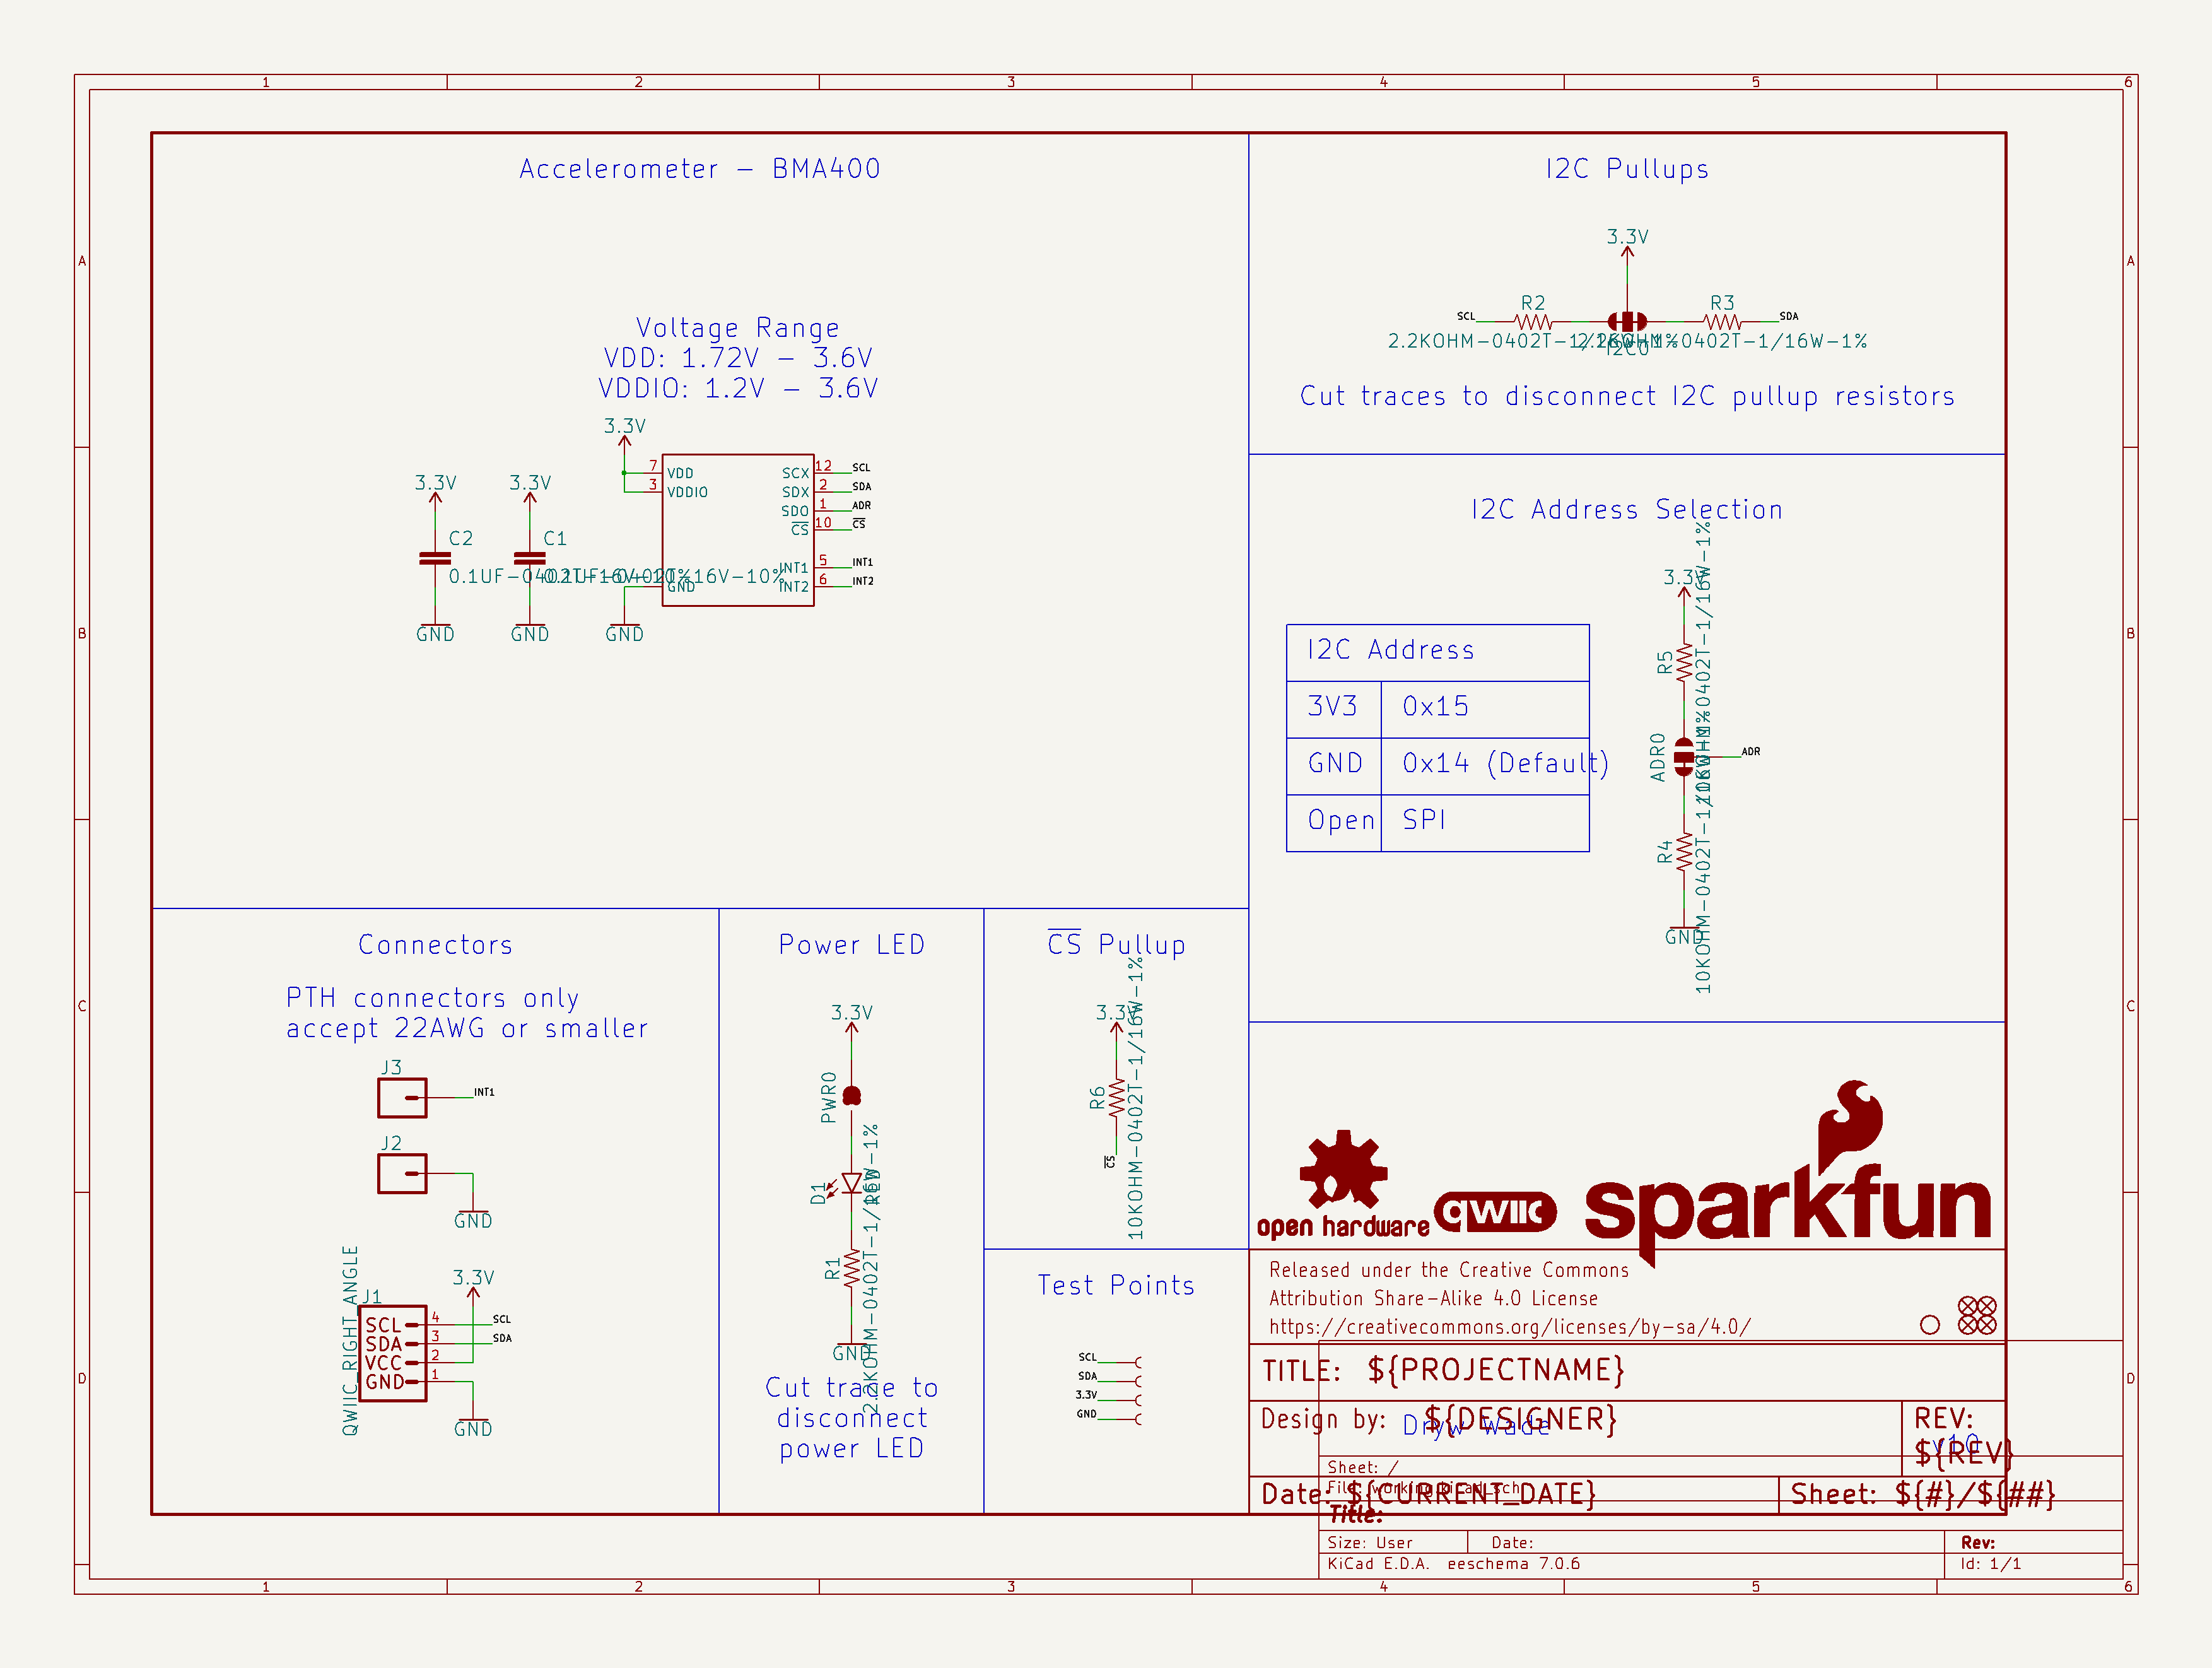 1 2 3 4 5 6
A
B
C
D
Accelerometer - BMA400
Voltage Range
VDD: 1.72V - 3.6V
VDDIO: 1.2V - 3.6V
3.3V
7 VDD
3 VDDIO
GND
SCX 12 SCL
SDX 2 SDA
SDO 1 ADR
CS 10 CS
INT1 5 INT1
INT2 6 INT2
GND
3.3V
C2
0.1UF-0402T-16V-10%
GND
3.3V
C1
0.1UF-0402T-16V-10%
GND
I2C Pullups
3.3V
SCL R2 R3 SDA
2.2KOHM-0402T-1/16W-1%
2.2KOHM-0402T-1/16W-1%
I2C0
Cut traces to disconnect I2C pullup resistors
I2C Address Selection
I2C Address
3V3 0x15
GND 0x14 (Default)
Open SPI
3.3V
R5
10KOHM-0402T-1/16W-1%
ADR0
ADR
R4
10KOHM-0402T-1/16W-1%
GND
Connectors
PTH connectors only
accept 22AWG or smaller
J3
INT1
J2
GND
QWIIC_RIGHT_ANGLE
J1
3.3V
SCL 4 SCL
SDA 3 SDA
VCC 2
GND 1
GND
Power LED
3.3V
PWR0
D1
RED
R1
2.2KOHM-0402T-1/16W-1%
GND
Cut trace to
disconnect
power LED
CS Pullup
3.3V
R6
10KOHM-0402T-1/16W-1%
CS
Test Points
SCL
SDA
3.3V
GND
open hardware
qwiic
sparkfun
Released under the Creative Commons
Attribution Share-Alike 4.0 License
https://creativecommons.org/licenses/by-sa/4.0/
TITLE: ${PROJECTNAME}
Design by: ${DESIGNER}
Dryw Wade
REV:
${REV}
v10
Date: ${CURRENT_DATE}
Sheet: ${#}/${##}
Sheet: /
File: working.kicad_sch
Title:
Size: User Date: Rev:
KiCad E.D.A. eeschema 7.0.6 Id: 1/1
1 2 3 4 5 6
A
B
C
D